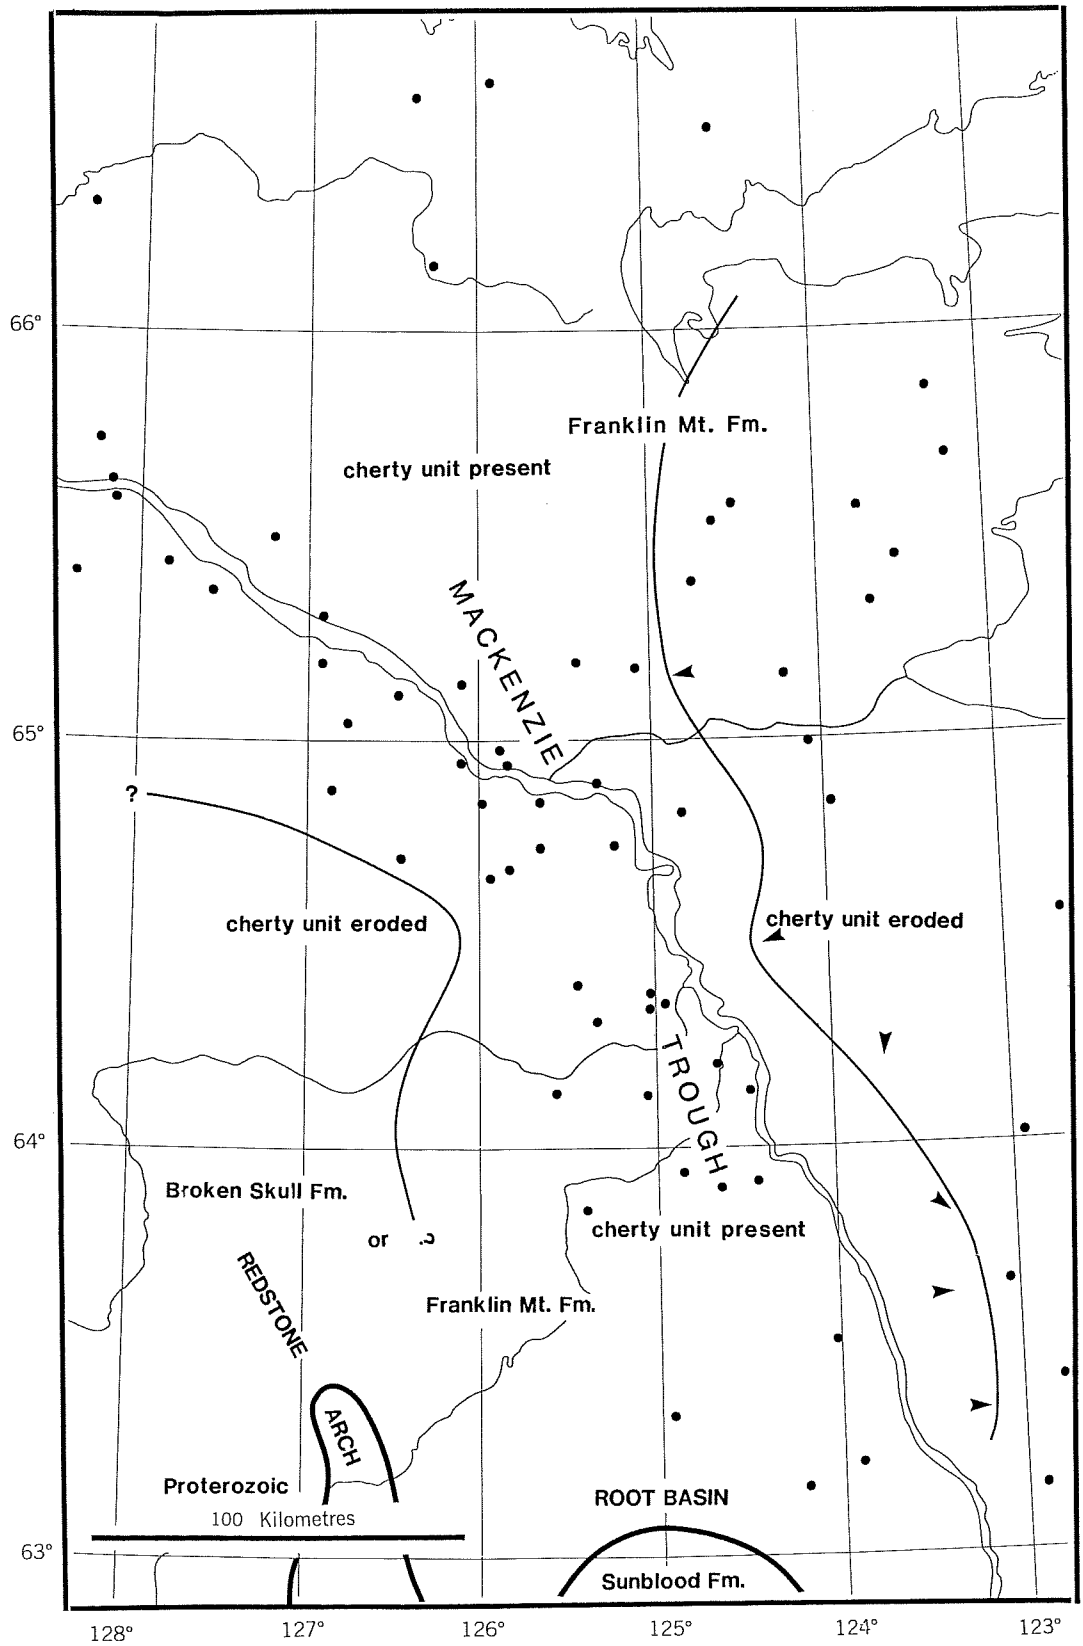 66°
Franklin Mt. Fm.
cherty unit present
MACKENZIE
65°
?
cherty unit eroded
cherty unit eroded
TROUGH
64°
Broken Skull Fm.
cherty unit present
or
?
REDSTONE
Franklin Mt. Fm.
ARCH
Proterozoic
ROOT BASIN
100 Kilometres
63°
Sunblood Fm.
128°
127°
126°
125°
124°
123°